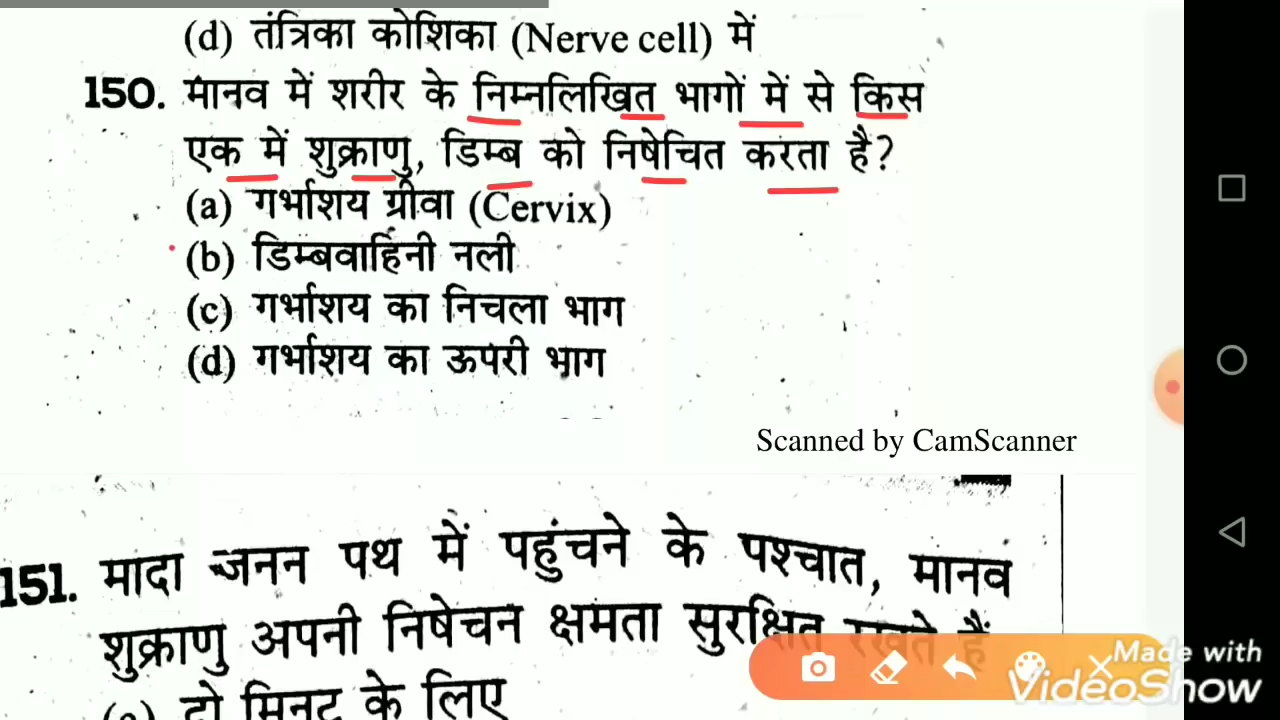 (d) तंत्रिका कोशिका (Nerve cell) में
150. मानव में शरीर के निम्नलिखित भागों में से किस
एक में शुक्राणु, डिम्ब को निषेचित करता है?
(a) गर्भाशय ग्रीवा (Cervix)
(b) डिम्बवाहिनी नली
(c) गर्भाशय का निचला भाग
(d) गर्भाशय का ऊपरी भाग
Scanned by CamScanner
151. मादा जनन पथ में पहुंचने के पश्चात, मानव
शुक्राणु अपनी निषेचन क्षमता सुरक्षित रखते हैं
(a) दो मिनट के लिए
Made with
VideoShow